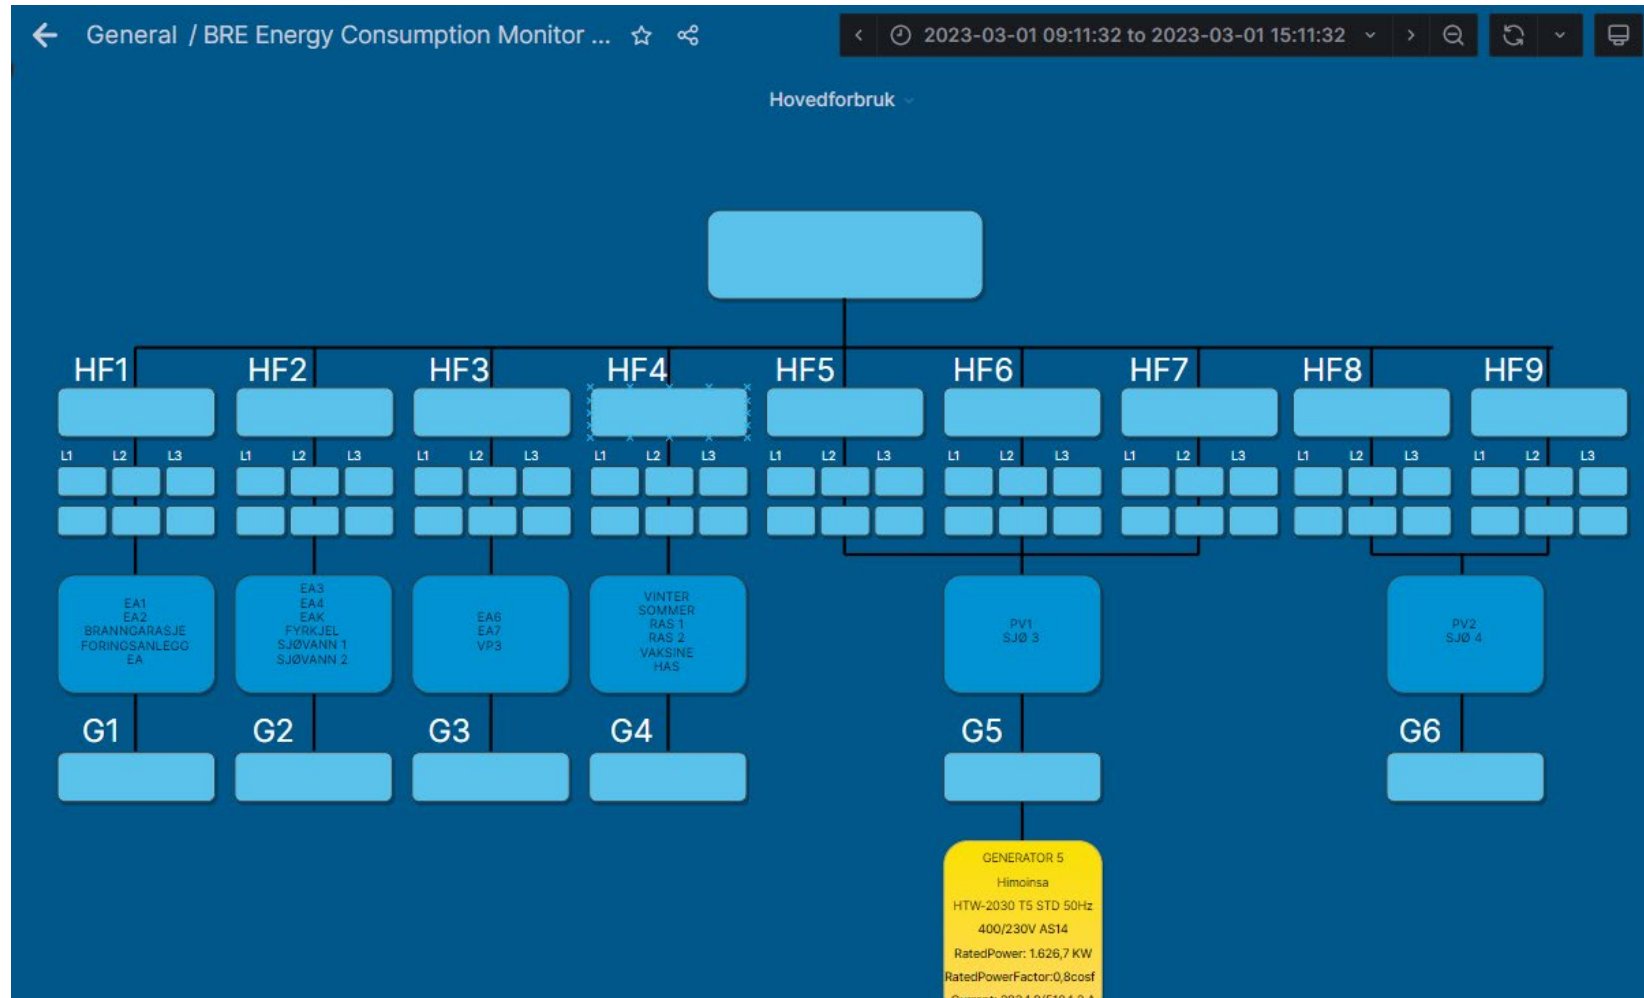 General / BRE Energy Consumption Monitor ...
2023-03-01 09:11:32 to 2023-03-01 15:11:32
Hovedforbruk
HF1 HF2 HF3 HF4 HF5 HF6 HF7 HF8 HF9
L1 L2 L3 L1 L2 L3 L1 L2 L3 L1 L2 L3 L1 L2 L3 L1 L2 L3 L1 L2 L3 L1 L2 L3 L1 L2 L3
EA1
EA2
BRANNGARASJE
FORINGSANLEGG
EA
EA3
EA4
EAK
FYRKJEL
SJØVANN 1
SJØVANN 2
EA6
EA7
VP3
VINTER
SOMMER
RAS 1
RAS 2
VAKSINE
HAS
PV1
SJØ 3
PV2
SJØ 4
G1 G2 G3 G4 G5 G6
GENERATOR 5
Himoinsa
HTW-2030 T5 STD 50Hz
400/230V AS14
RatedPower: 1.626,7 KW
RatedPowerFactor:0,8cosf